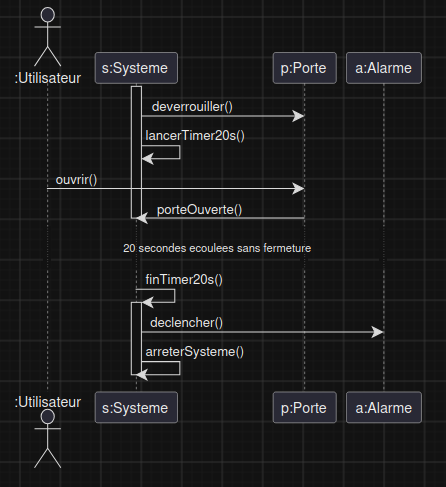 :Utilisateur
s:Systeme
p:Porte
a:Alarme
deverrouiller()
lancerTimer20s()
ouvrir()
porteOuverte()
20 secondes ecoulees sans fermeture
finTimer20s()
declencher()
arreterSysteme()
:Utilisateur
s:Systeme
p:Porte
a:Alarme